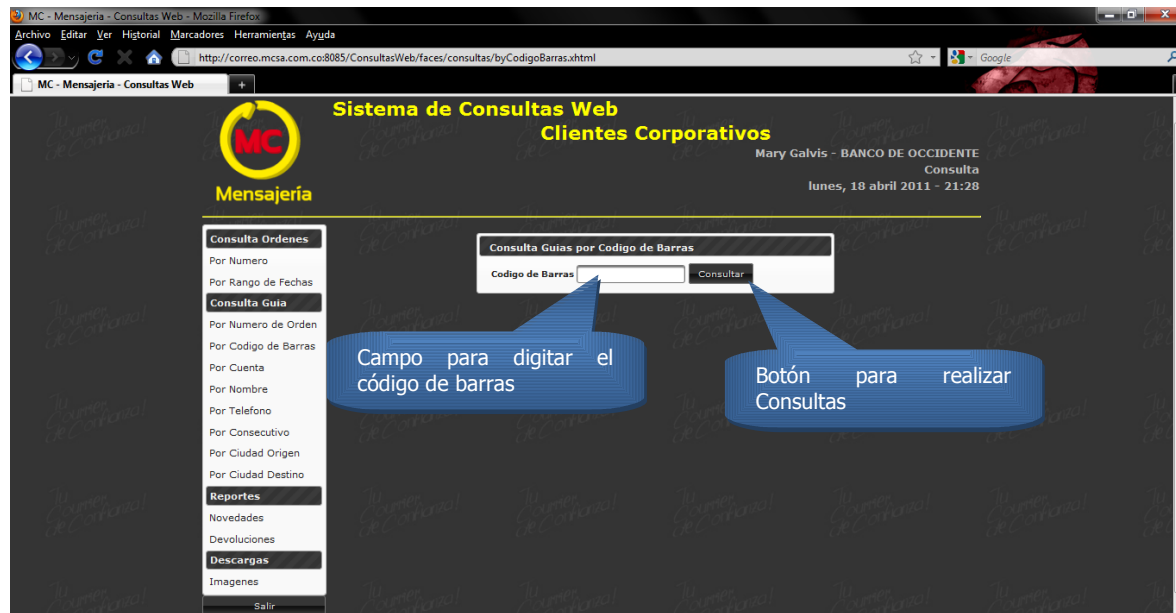 MC - Mensajeria - Consultas Web - Mozilla Firefox
Archivo Editar Ver Historial Marcadores Herramientas Ayuda
http://correo.mcsa.com.co:8085/ConsultasWeb/faces/consultas/byCodigoBarras.xhtml
Google
MC - Mensajeria - Consultas Web
+
Sistema de Consultas Web
Clientes Corporativos
MC
Mensajería
Mary Galvis - BANCO DE OCCIDENTE
Consulta
lunes, 18 abril 2011 - 21:28
Consulta Ordenes
Por Numero
Por Rango de Fechas
Consulta Guia
Por Numero de Orden
Por Codigo de Barras
Por Cuenta
Por Nombre
Por Telefono
Por Consecutivo
Por Ciudad Origen
Por Ciudad Destino
Reportes
Novedades
Devoluciones
Descargas
Imagenes
Salir
Consulta Guias por Codigo de Barras
Codigo de Barras
Consultar
Campo para digitar el
código de barras
Botón para realizar
Consultas